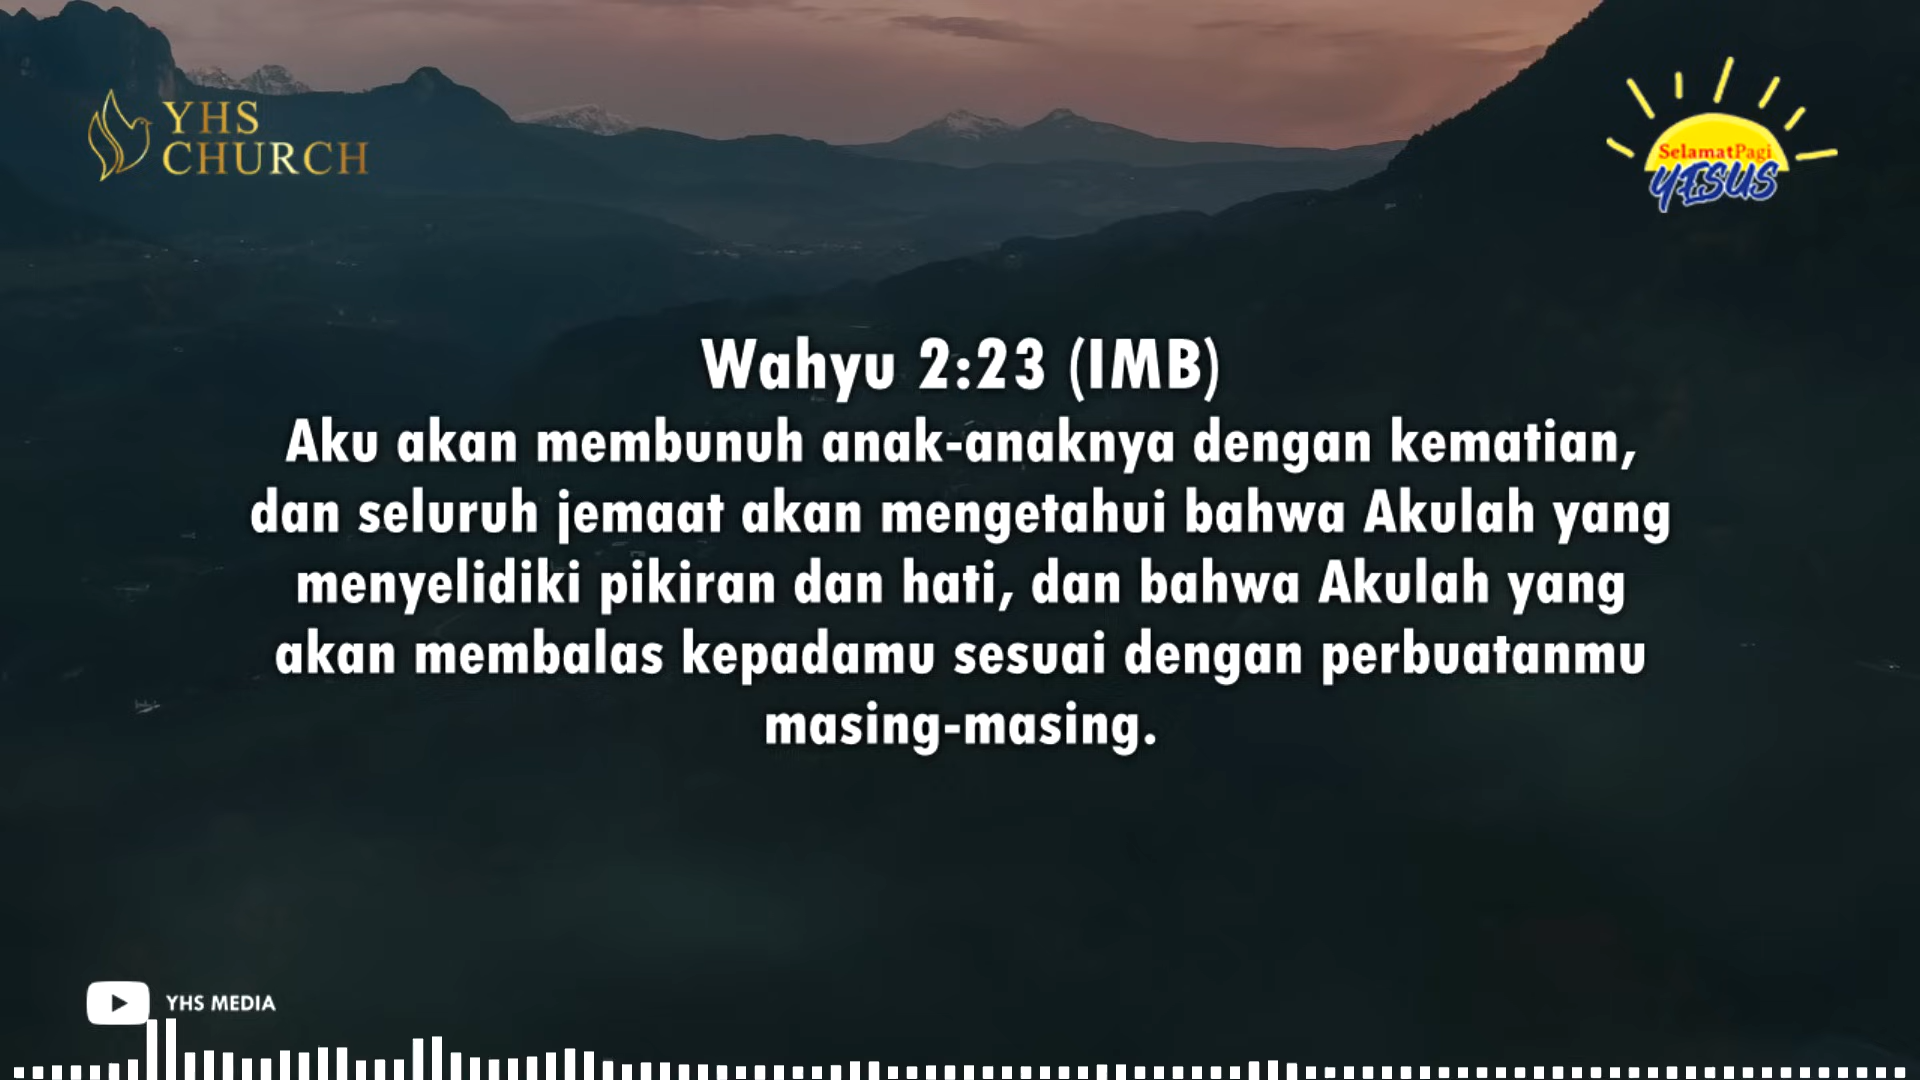 YHS
CHURCH
SelamatPagi
YESUS
Wahyu 2:23 (IMB)
Aku akan membunuh anak-anaknya dengan kematian,
dan seluruh jemaat akan mengetahui bahwa Akulah yang
menyelidiki pikiran dan hati, dan bahwa Akulah yang
akan membalas kepadamu sesuai dengan perbuatanmu
masing-masing.
YHS MEDIA